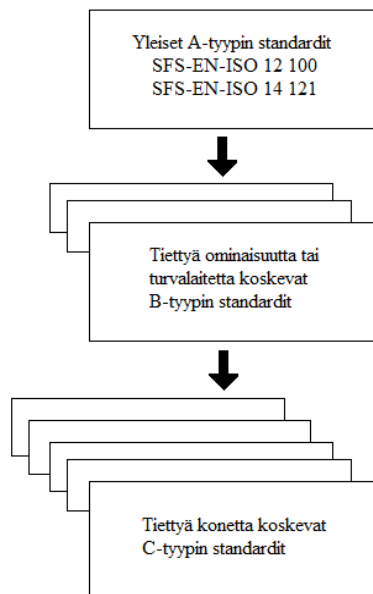 Yleiset A-tyypin standardit
SFS-EN-ISO 12 100
SFS-EN-ISO 14 121
Tiettyä ominaisuutta tai
turvalaitetta koskevat
B-tyypin standardit
Tiettyä konetta koskevat
C-tyypin standardit